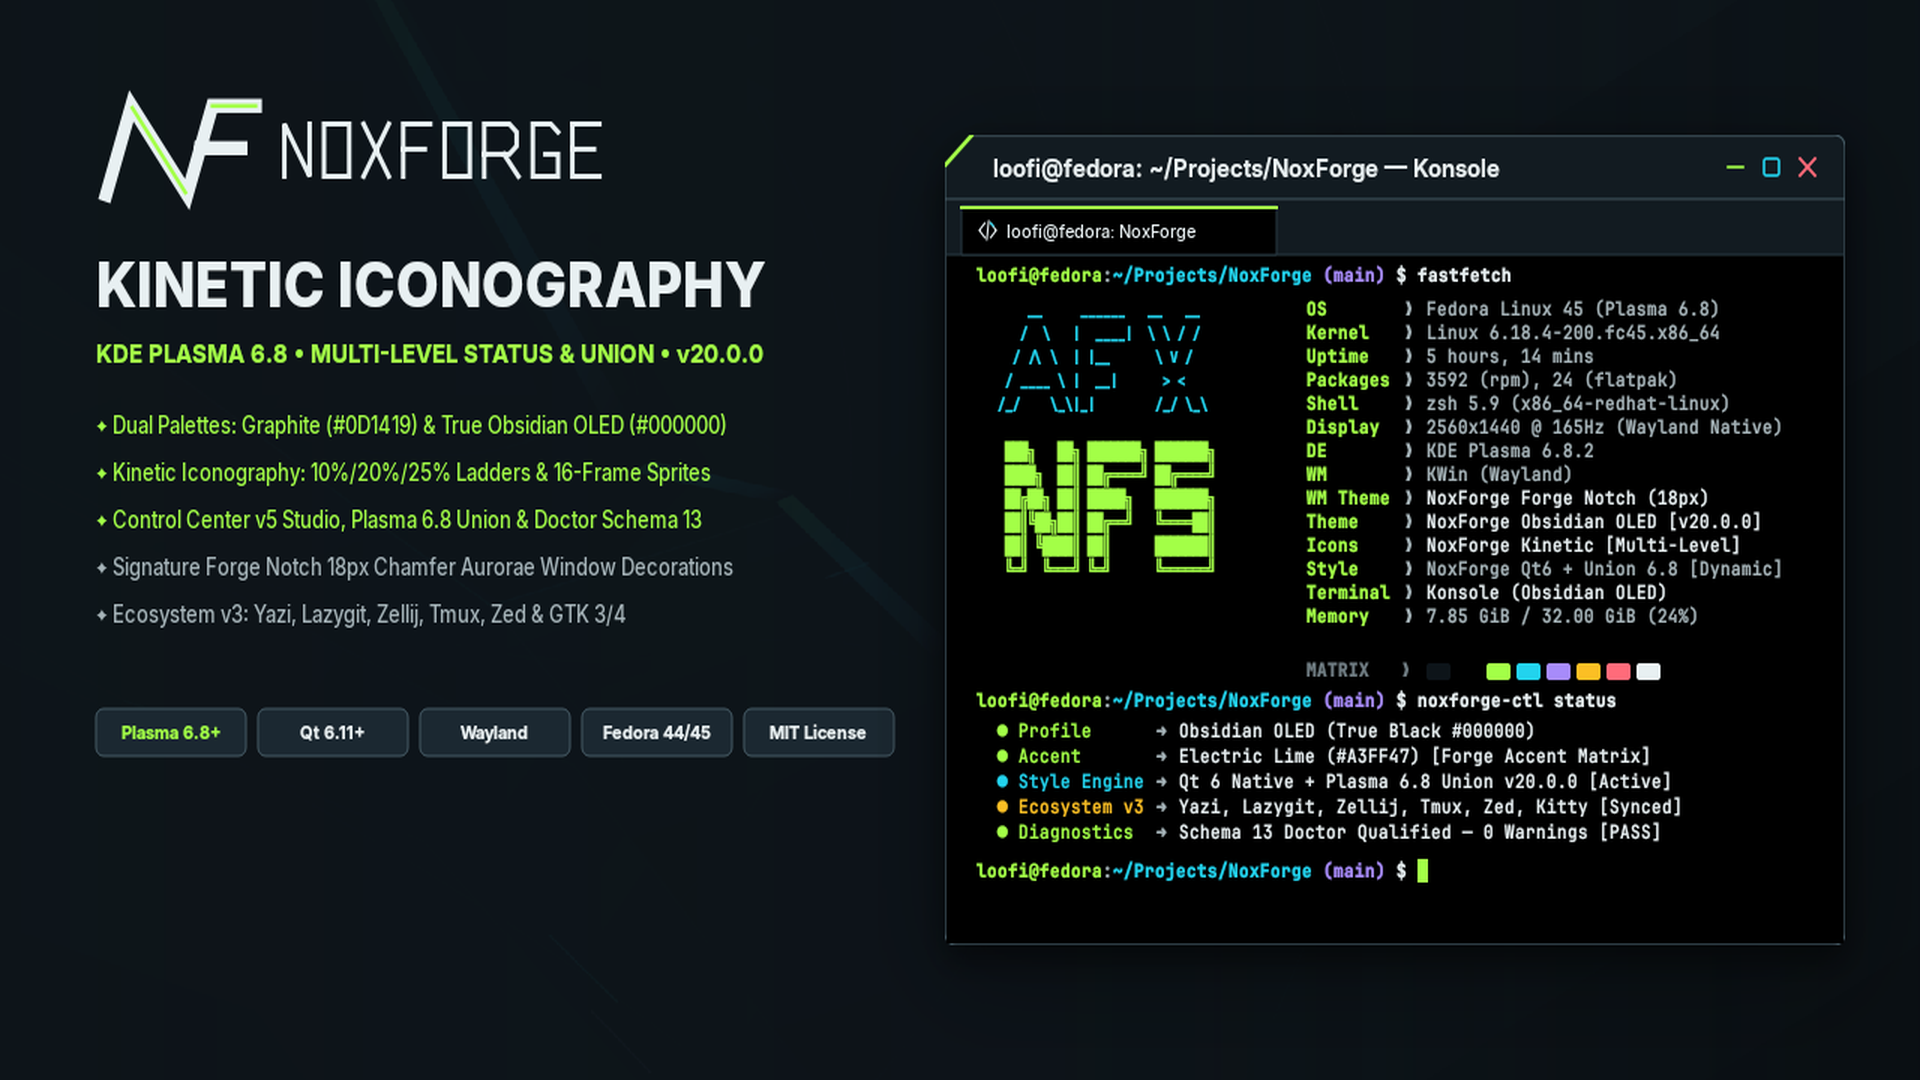 NF NOXFORGE
KINETIC ICONOGRAPHY
KDE PLASMA 6.8 • MULTI-LEVEL STATUS & UNION • v20.0.0
✦ Dual Palettes: Graphite (#0D1419) & True Obsidian OLED (#000000)
✦ Kinetic Iconography: 10%/20%/25% Ladders & 16-Frame Sprites
✦ Control Center v5 Studio, Plasma 6.8 Union & Doctor Schema 13
✦ Signature Forge Notch 18px Chamfer Aurorae Window Decorations
✦ Ecosystem v3: Yazi, Lazygit, Zellij, Tmux, Zed & GTK 3/4
Plasma 6.8+
Qt 6.11+
Wayland
Fedora 44/45
MIT License
loofi@fedora: ~/Projects/NoxForge — Konsole
loofi@fedora: NoxForge
loofi@fedora:~/Projects/NoxForge (main) $ fastfetch
AFX
NFS
OS ❯ Fedora Linux 45 (Plasma 6.8)
Kernel ❯ Linux 6.18.4-200.fc45.x86_64
Uptime ❯ 5 hours, 14 mins
Packages ❯ 3592 (rpm), 24 (flatpak)
Shell ❯ zsh 5.9 (x86_64-redhat-linux)
Display ❯ 2560x1440 @ 165Hz (Wayland Native)
DE ❯ KDE Plasma 6.8.2
WM ❯ KWin (Wayland)
WM Theme ❯ NoxForge Forge Notch (18px)
Theme ❯ NoxForge Obsidian OLED [v20.0.0]
Icons ❯ NoxForge Kinetic [Multi-Level]
Style ❯ NoxForge Qt6 + Union 6.8 [Dynamic]
Terminal ❯ Konsole (Obsidian OLED)
Memory ❯ 7.85 GiB / 32.00 GiB (24%)
MATRIX ❯
loofi@fedora:~/Projects/NoxForge (main) $ noxforge-ctl status
● Profile → Obsidian OLED (True Black #000000)
● Accent → Electric Lime (#A3FF47) [Forge Accent Matrix]
● Style Engine → Qt 6 Native + Plasma 6.8 Union v20.0.0 [Active]
● Ecosystem v3 → Yazi, Lazygit, Zellij, Tmux, Zed, Kitty [Synced]
● Diagnostics → Schema 13 Doctor Qualified — 0 Warnings [PASS]
loofi@fedora:~/Projects/NoxForge (main) $